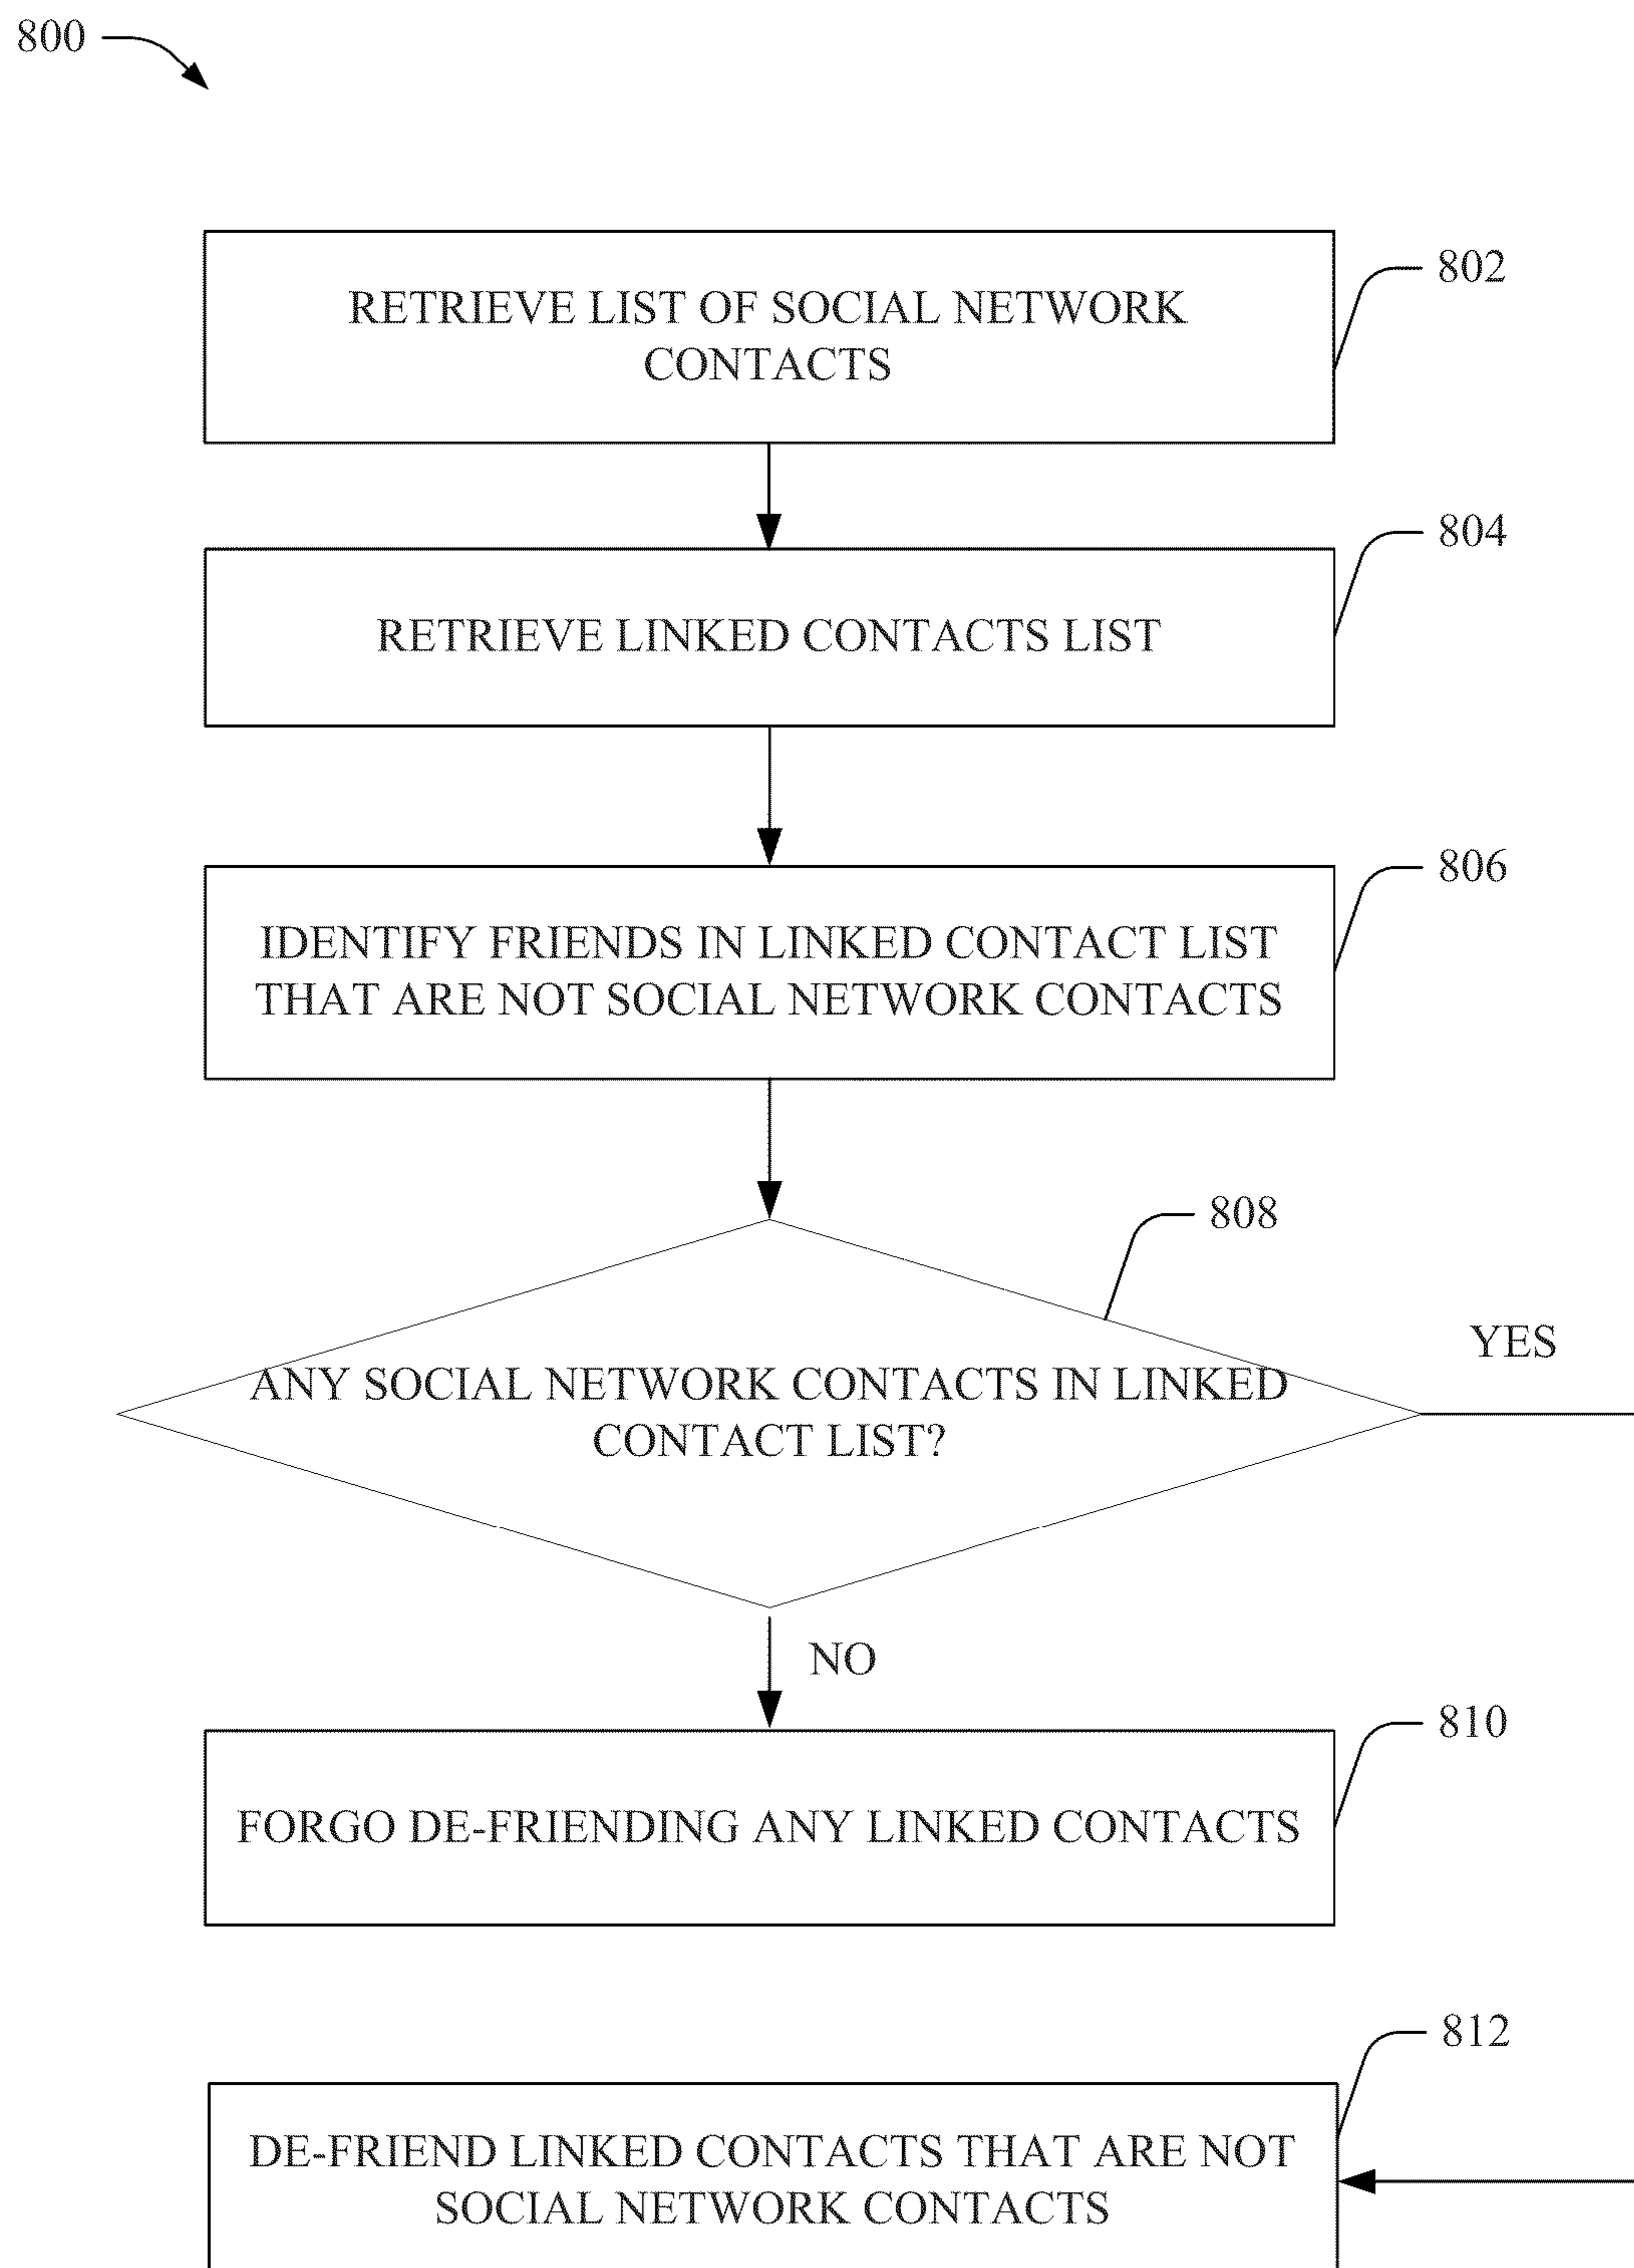 800
RETRIEVE LIST OF SOCIAL NETWORK
CONTACTS
802
RETRIEVE LINKED CONTACTS LIST
804
IDENTIFY FRIENDS IN LINKED CONTACT LIST
THAT ARE NOT SOCIAL NETWORK CONTACTS
806
808
ANY SOCIAL NETWORK CONTACTS IN LINKED
CONTACT LIST?
YES
NO
FORGO DE-FRIENDING ANY LINKED CONTACTS
810
812
DE-FRIEND LINKED CONTACTS THAT ARE NOT
SOCIAL NETWORK CONTACTS